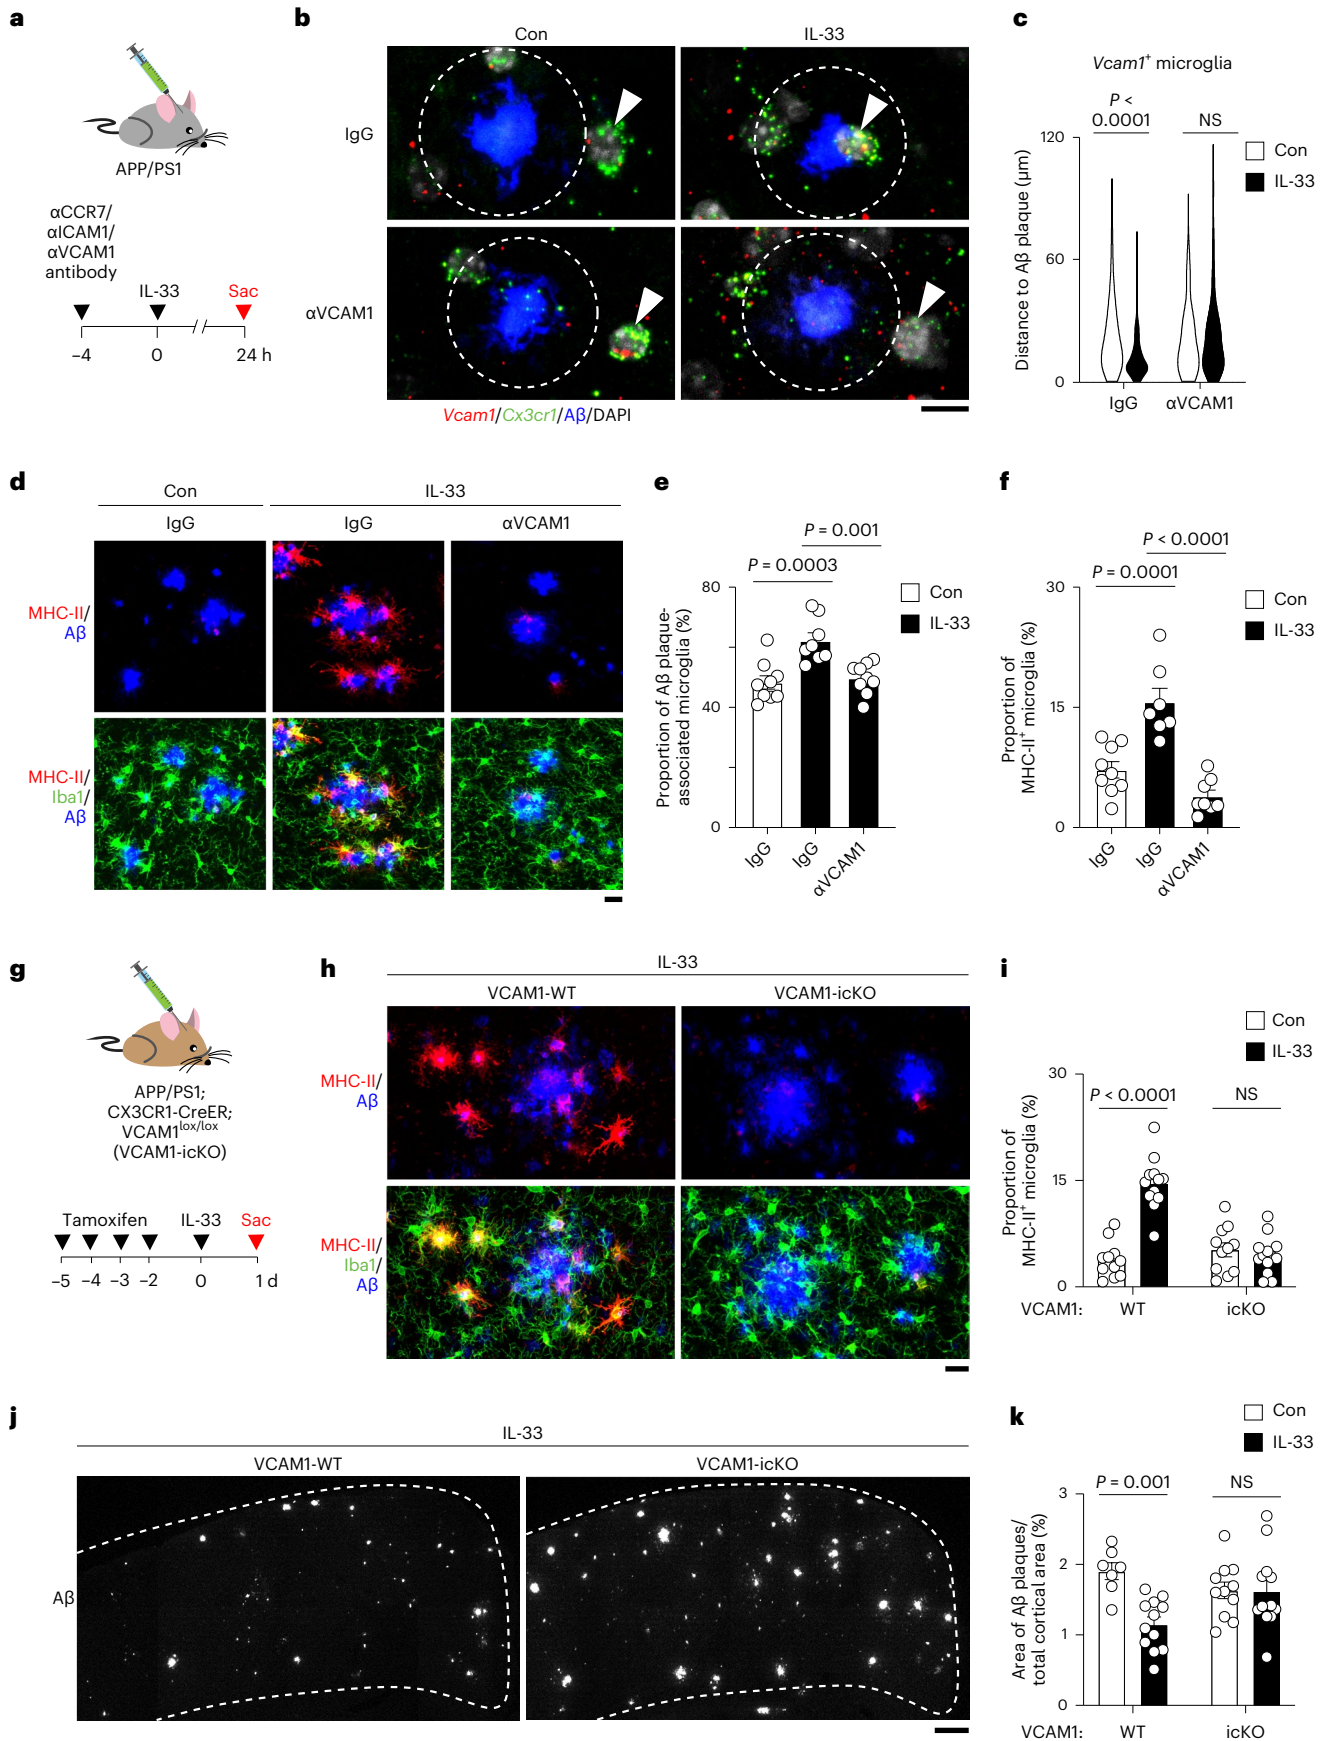 a
APP/PS1
αCCR7/
αICAM1/
αVCAM1
antibody
IL-33
Sac
–4
0
24 h
b
Con
IL-33
IgG
αVCAM1
Vcam1/Cx3cr1/Aβ/DAPI
c
Vcam1+ microglia
P <
0.0001
NS
Con
IL-33
Distance to Aβ plaque (μm)
120
60
0
IgG
αVCAM1
d
Con
IL-33
IgG
IgG
αVCAM1
MHC-II/
Aβ
MHC-II/
Iba1/
Aβ
e
P = 0.001
P = 0.0003
Con
IL-33
Proportion of Aβ plaque-
associated microglia (%)
80
40
0
IgG
IgG
αVCAM1
f
P < 0.0001
P = 0.0001
Con
IL-33
Proportion of
MHC-II+ microglia (%)
30
15
0
IgG
IgG
αVCAM1
g
APP/PS1;
CX3CR1-CreER;
VCAM1lox/lox
(VCAM1-icKO)
Tamoxifen
IL-33
Sac
–5
–4
–3
–2
0
1 d
h
IL-33
VCAM1-WT
VCAM1-icKO
MHC-II/
Aβ
MHC-II/
Iba1/
Aβ
i
Con
IL-33
P < 0.0001
NS
Proportion of
MHC-II+ microglia (%)
30
15
0
VCAM1:
WT
icKO
j
IL-33
VCAM1-WT
VCAM1-icKO
Aβ
k
Con
IL-33
P = 0.001
NS
Area of Aβ plaques/
total cortical area (%)
3
2
1
0
VCAM1:
WT
icKO